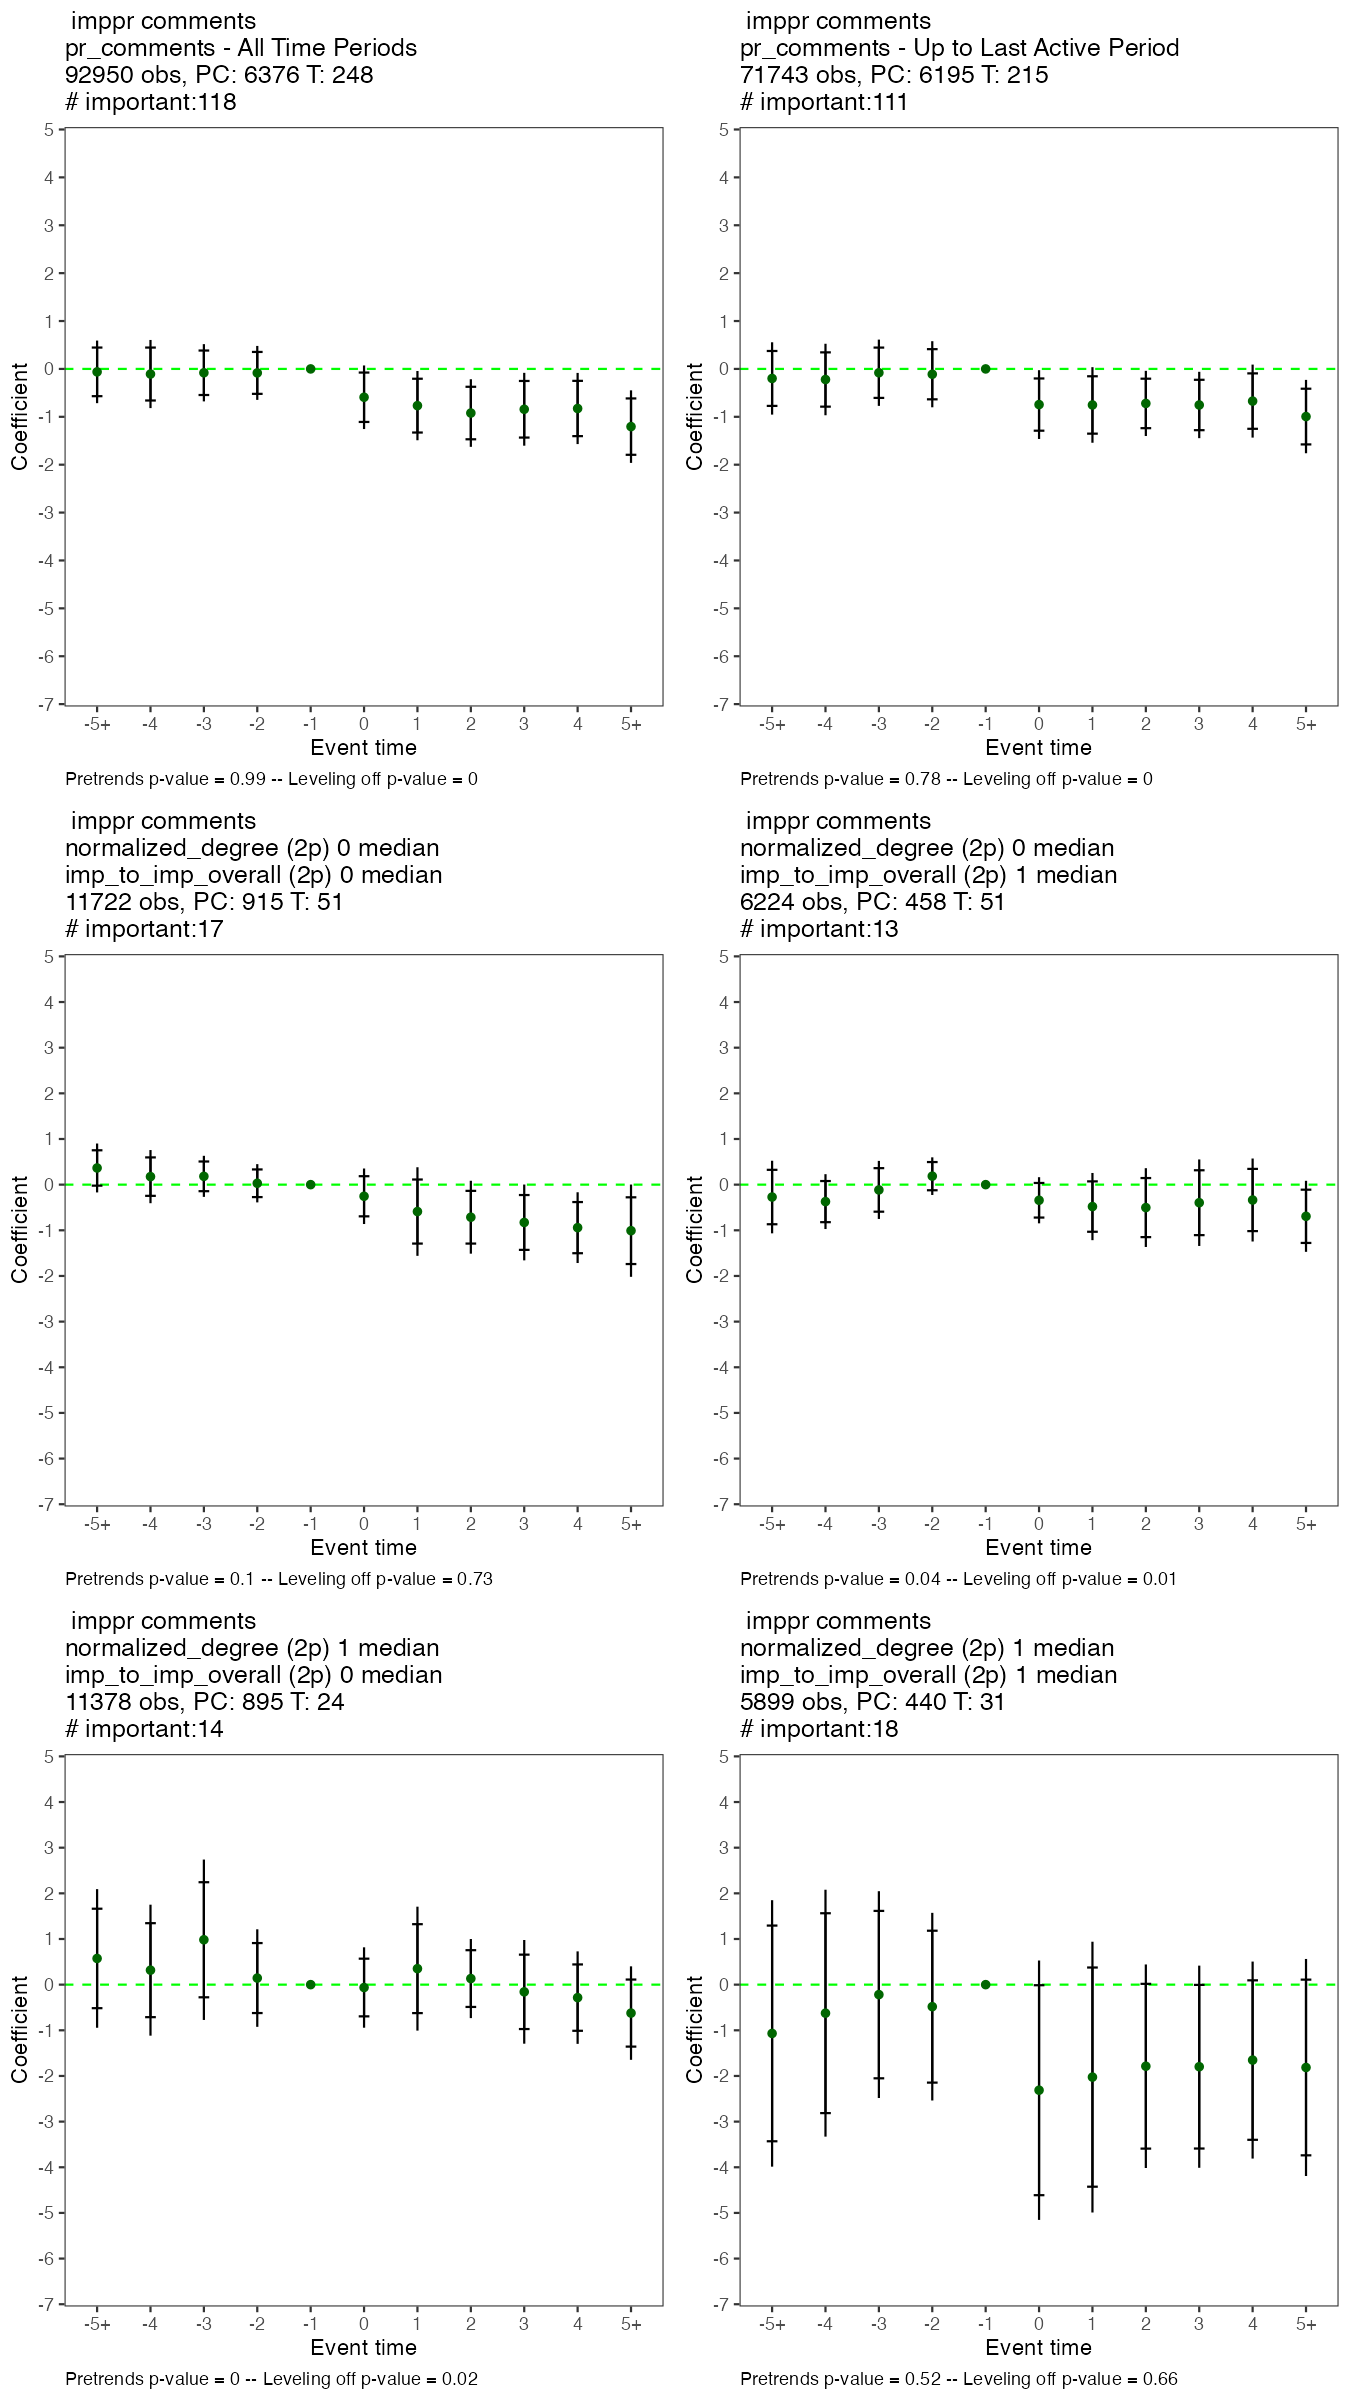 imppr comments
pr_comments - All Time Periods
92950 obs, PC: 6376 T: 248
# important:118
5
4
3
2
1
0
-1
-2
-3
-4
-5
-6
-7
Coefficient
-5+ -4 -3 -2 -1 0 1 2 3 4 5+
Event time
Pretrends p-value = 0.99 -- Leveling off p-value = 0
imppr comments
pr_comments - Up to Last Active Period
71743 obs, PC: 6195 T: 215
# important:111
5
4
3
2
1
0
-1
-2
-3
-4
-5
-6
-7
Coefficient
-5+ -4 -3 -2 -1 0 1 2 3 4 5+
Event time
Pretrends p-value = 0.78 -- Leveling off p-value = 0
imppr comments
normalized_degree (2p) 0 median
imp_to_imp_overall (2p) 0 median
11722 obs, PC: 915 T: 51
# important:17
5
4
3
2
1
0
-1
-2
-3
-4
-5
-6
-7
Coefficient
-5+ -4 -3 -2 -1 0 1 2 3 4 5+
Event time
Pretrends p-value = 0.1 -- Leveling off p-value = 0.73
imppr comments
normalized_degree (2p) 0 median
imp_to_imp_overall (2p) 1 median
6224 obs, PC: 458 T: 51
# important:13
5
4
3
2
1
0
-1
-2
-3
-4
-5
-6
-7
Coefficient
-5+ -4 -3 -2 -1 0 1 2 3 4 5+
Event time
Pretrends p-value = 0.04 -- Leveling off p-value = 0.01
imppr comments
normalized_degree (2p) 1 median
imp_to_imp_overall (2p) 0 median
11378 obs, PC: 895 T: 24
# important:14
5
4
3
2
1
0
-1
-2
-3
-4
-5
-6
-7
Coefficient
-5+ -4 -3 -2 -1 0 1 2 3 4 5+
Event time
Pretrends p-value = 0 -- Leveling off p-value = 0.02
imppr comments
normalized_degree (2p) 1 median
imp_to_imp_overall (2p) 1 median
5899 obs, PC: 440 T: 31
# important:18
5
4
3
2
1
0
-1
-2
-3
-4
-5
-6
-7
Coefficient
-5+ -4 -3 -2 -1 0 1 2 3 4 5+
Event time
Pretrends p-value = 0.52 -- Leveling off p-value = 0.66